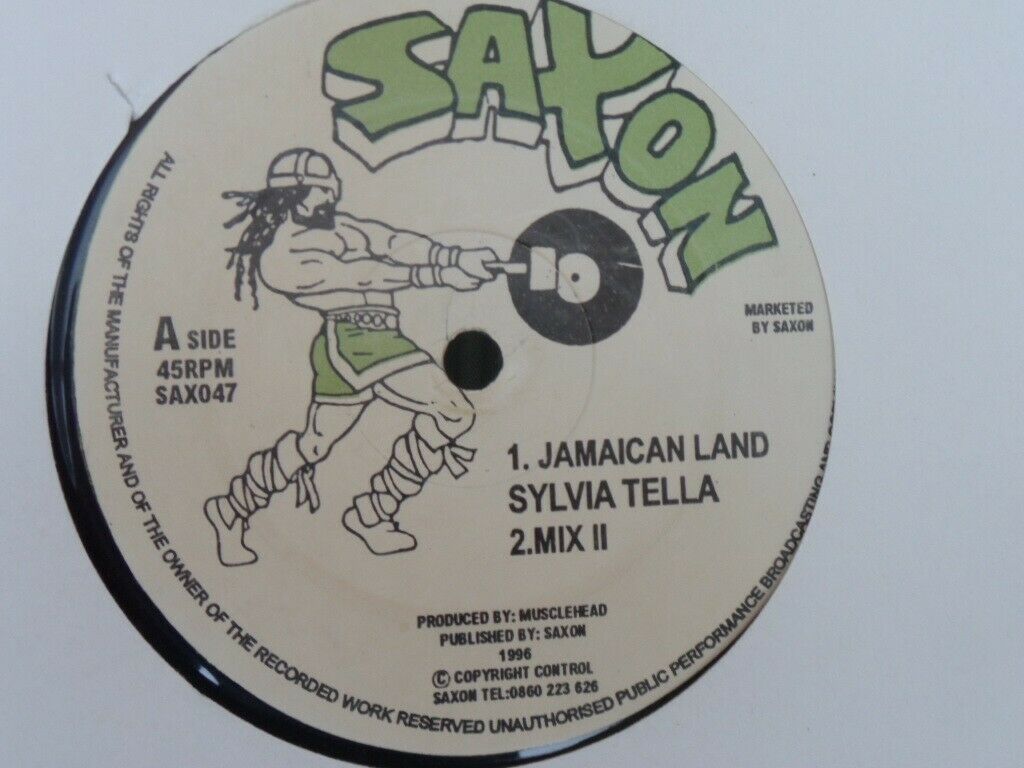 SAXON
MARKETED
BY SAXON
A SIDE
45RPM
SAX047
1. JAMAICAN LAND
SYLVIA TELLA
2.MIX II
PRODUCED BY: MUSCLEHEAD
PUBLISHED BY: SAXON
1996
© COPYRIGHT CONTROL
SAXON TEL:0860 223 626
ALL RIGHTS OF THE MANUFACTURER AND OF THE OWNER OF THE RECORDED WORK RESERVED UNAUTHORISED PUBLIC PERFORMANCE BROADCASTING AND